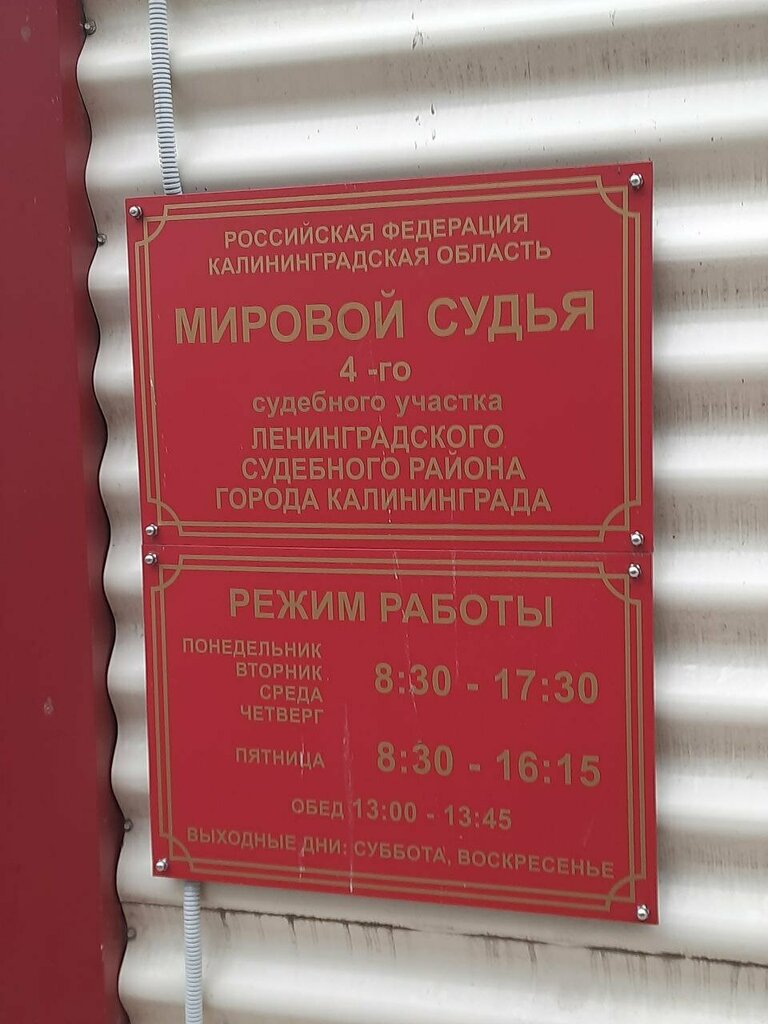 РОССИЙСКАЯ ФЕДЕРАЦИЯ
КАЛИНИНГРАДСКАЯ ОБЛАСТЬ
МИРОВОЙ СУДЬЯ
4 -го
судебного участка
ЛЕНИНГРАДСКОГО
СУДЕБНОГО РАЙОНА
ГОРОДА КАЛИНИНГРАДА
РЕЖИМ РАБОТЫ
ПОНЕДЕЛЬНИК
ВТОРНИК
СРЕДА
ЧЕТВЕРГ
8:30 - 17:30
ПЯТНИЦА 8:30 - 16:15
ОБЕД 13:00 - 13:45
ВЫХОДНЫЕ ДНИ: СУББОТА, ВОСКРЕСЕНЬЕ